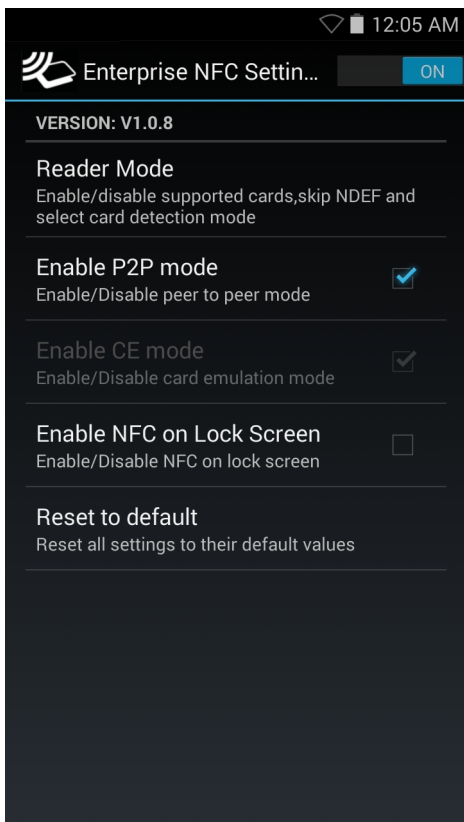 12:05 AM
Enterprise NFC Settin...
ON
VERSION: V1.0.8
Reader Mode
Enable/disable supported cards,skip NDEF and
select card detection mode
Enable P2P mode
Enable/Disable peer to peer mode
Enable CE mode
Enable/Disable card emulation mode
Enable NFC on Lock Screen
Enable/Disable NFC on lock screen
Reset to default
Reset all settings to their default values